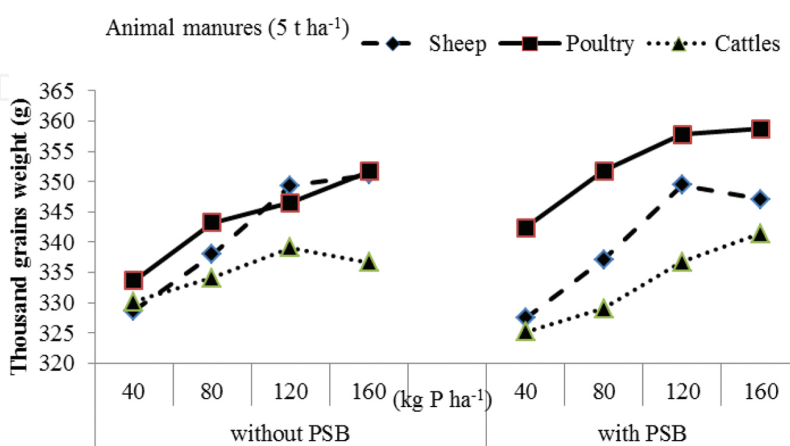 Animal manures (5 t ha⁻¹)
Sheep Poultry Cattles
Thousand grains weight (g)
365
360
355
350
345
340
335
330
325
320
40 80 120 160 (kg P ha⁻¹) 40 80 120 160
without PSB with PSB